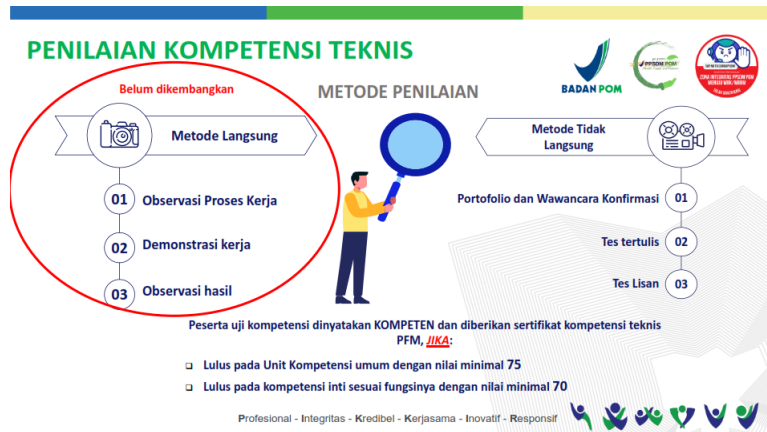 PENILAIAN KOMPETENSI TEKNIS
BADAN POM
PPSDM POM
Belum dikembangkan
METODE PENILAIAN
Metode Langsung
01 Observasi Proses Kerja
02 Demonstrasi kerja
03 Observasi hasil
Metode Tidak
Langsung
Portofolio dan Wawancara Konfirmasi 01
Tes tertulis 02
Tes Lisan 03
Peserta uji kompetensi dinyatakan KOMPETEN dan diberikan sertifikat kompetensi teknis
PFM, JIKA:
Lulus pada Unit Kompetensi umum dengan nilai minimal 75
Lulus pada kompetensi inti sesuai fungsinya dengan nilai minimal 70
Profesional - Integritas - Kredibel - Kerjasama - Inovatif - Responsif